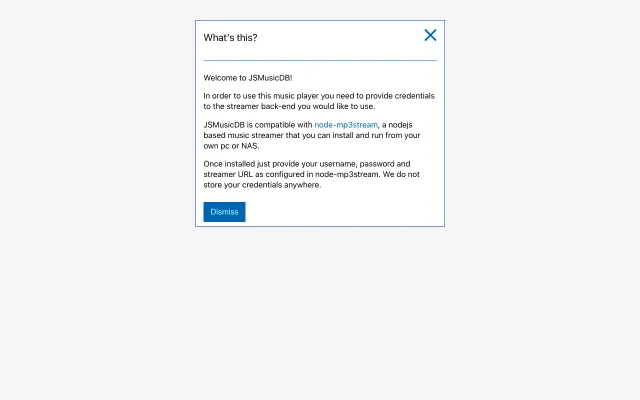 What's this?
Welcome to JSMusicDB!
In order to use this music player you need to provide credentials
to the streamer back-end you would like to use.
JSMusicDB is compatible with node-mp3stream, a nodejs
based music streamer that you can install and run from your
own pc or NAS.
Once installed just provide your username, password and
streamer URL as configured in node-mp3stream. We do not
store your credentials anywhere.
Dismiss